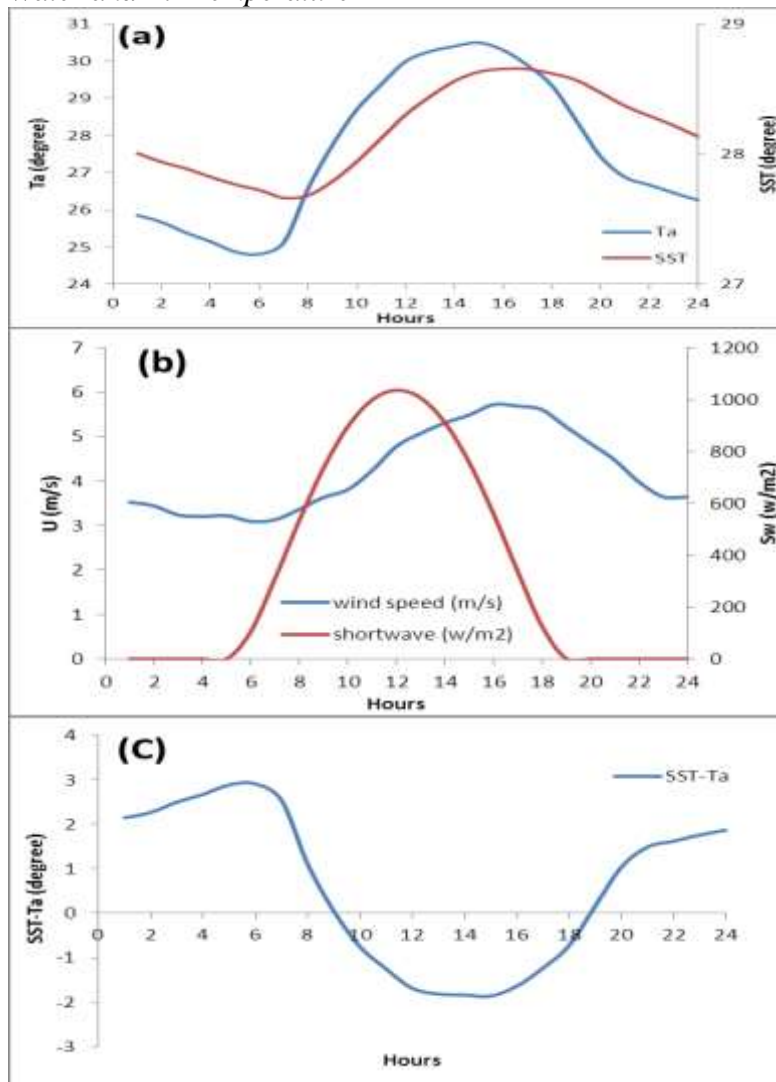 Water and Air Temperature
(a)
31
30
29
28
27
26
25
24
Ta (degree)
29
28
27
SST (degree)
Ta
SST
0 2 4 6 8 10 12 14 16 18 20 22 24
Hours
(b)
7
6
5
4
3
2
1
0
U (m/s)
1200
1000
800
600
400
200
0
Sw (w/m2)
wind speed (m/s)
shortwave (w/m2)
0 2 4 6 8 10 12 14 16 18 20 22 24
Hours
(C)
4
3
2
1
0
-1
-2
-3
SST-Ta (degree)
SST-Ta
0 2 4 6 8 10 12 14 16 18 20 22 24
Hours